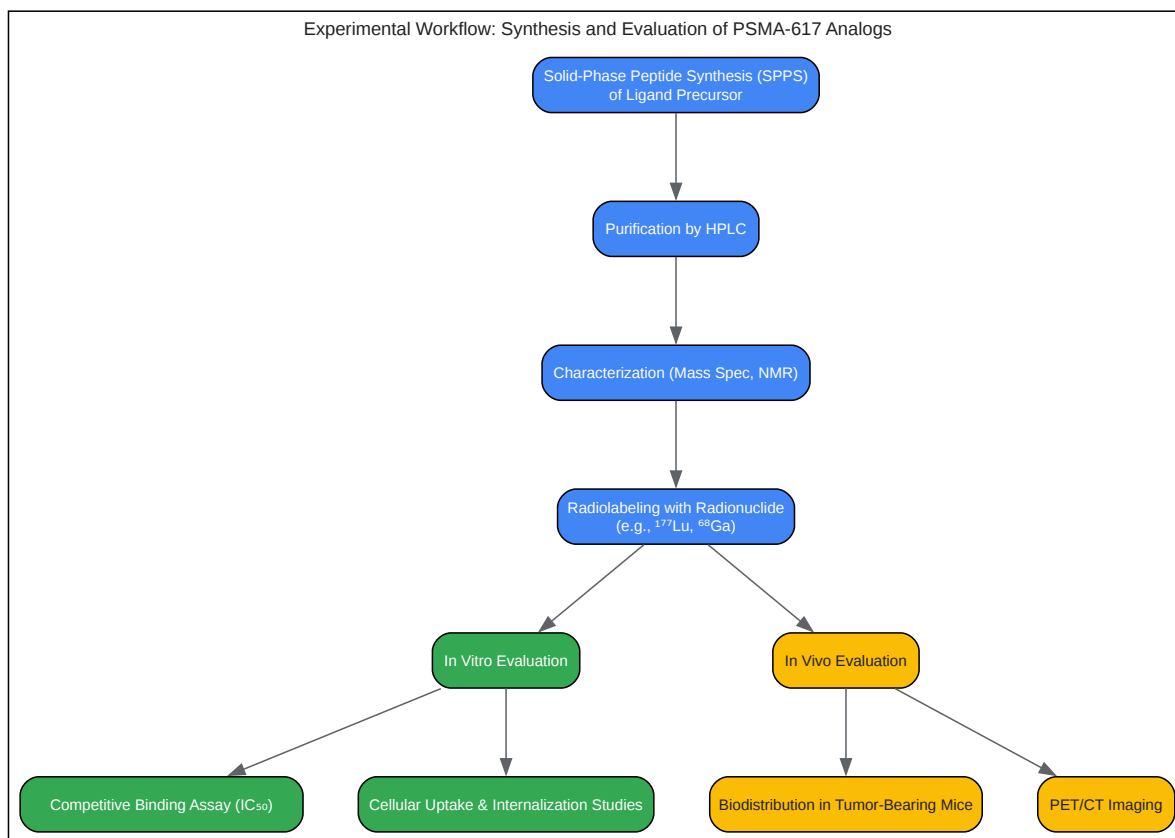 Experimental Workflow: Synthesis and Evaluation of PSMA-617 Analogs
Solid-Phase Peptide Synthesis (SPPS)
of Ligand Precursor
Purification by HPLC
Characterization (Mass Spec, NMR)
Radiolabeling with Radionuclide
(e.g., ¹⁷⁷Lu, ⁶⁸Ga)
In Vitro Evaluation
In Vivo Evaluation
Competitive Binding Assay (IC₅₀)
Cellular Uptake & Internalization Studies
Biodistribution in Tumor-Bearing Mice
PET/CT Imaging